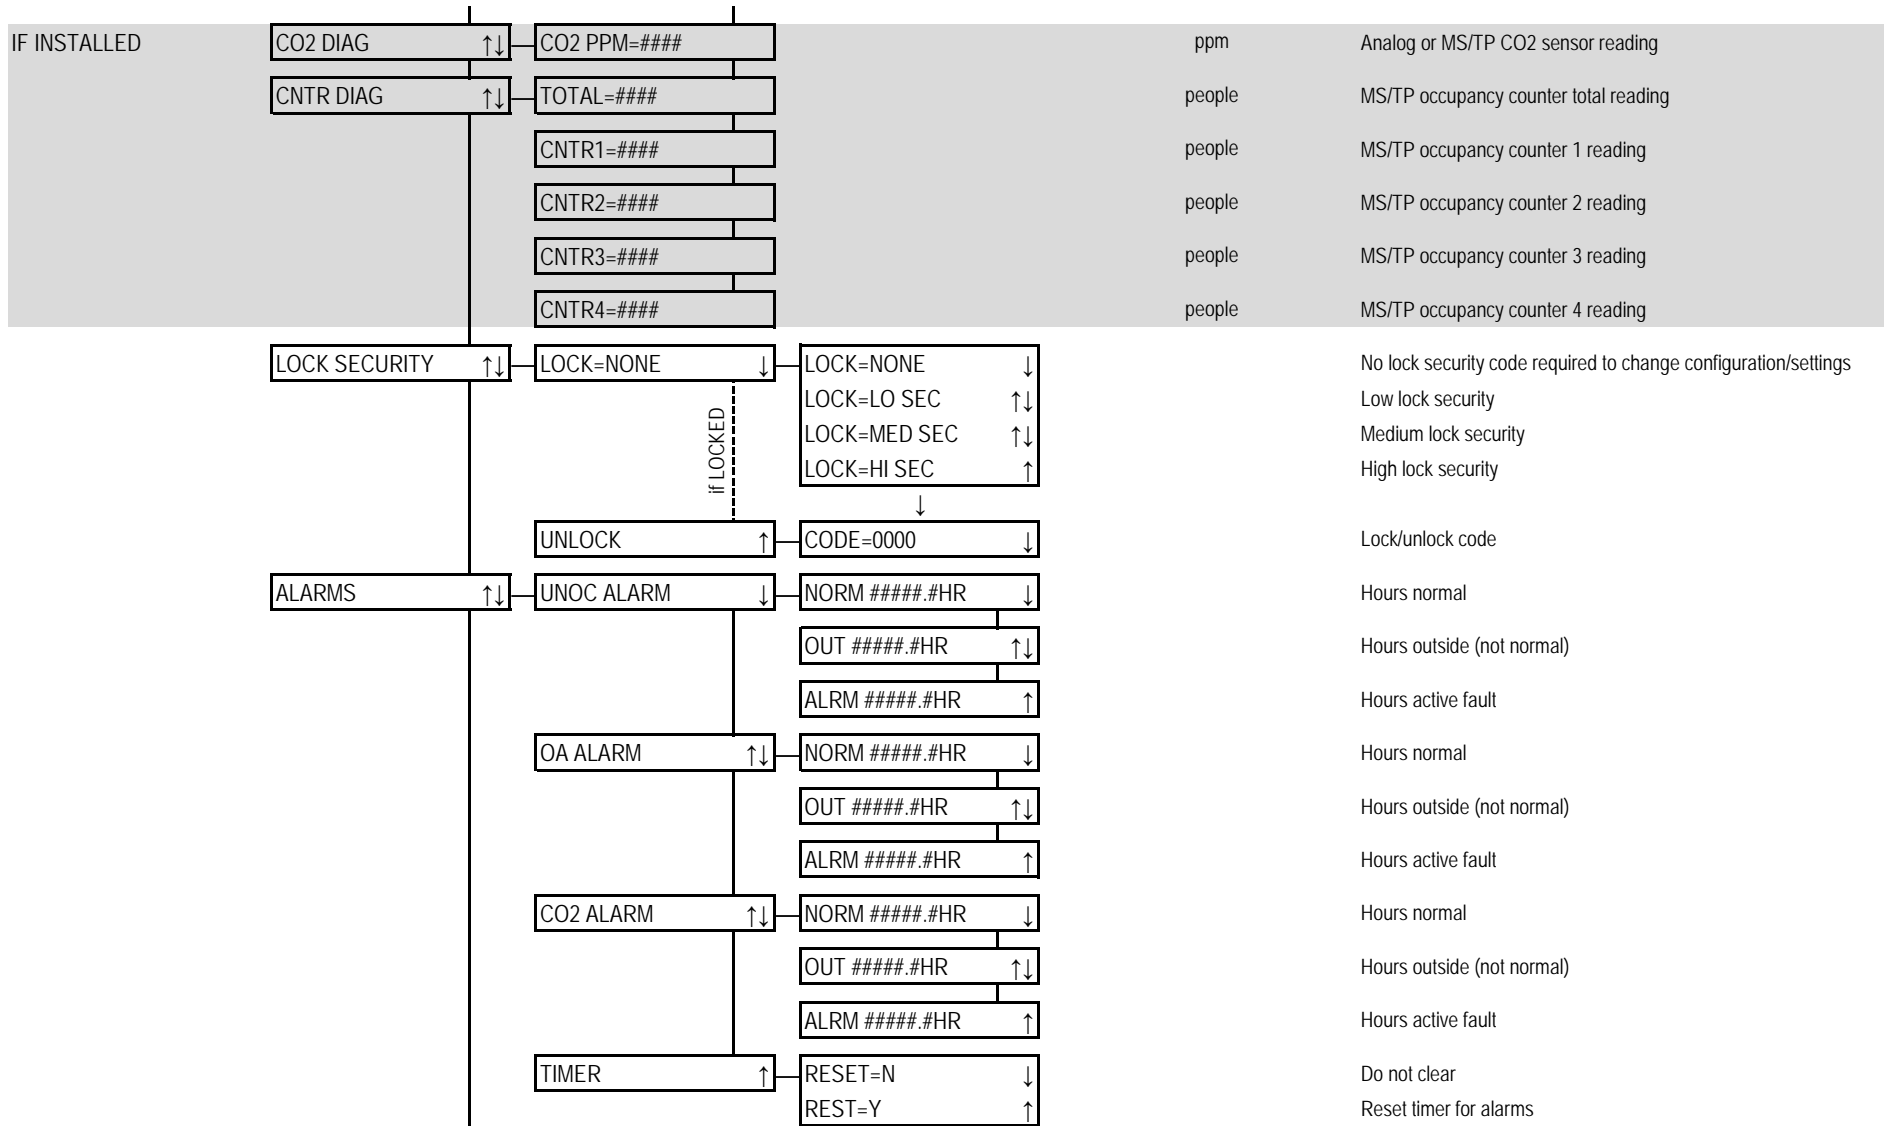 IF INSTALLED CO2 DIAG ↑↓ CO2 PPM=#### ppm Analog or MS/TP CO2 sensor reading
CNTR DIAG ↑↓ TOTAL=#### people MS/TP occupancy counter total reading
CNTR1=#### people MS/TP occupancy counter 1 reading
CNTR2=#### people MS/TP occupancy counter 2 reading
CNTR3=#### people MS/TP occupancy counter 3 reading
CNTR4=#### people MS/TP occupancy counter 4 reading
LOCK SECURITY ↑↓ LOCK=NONE ↓ LOCK=NONE ↓ No lock security code required to change configuration/settings
LOCK=LO SEC ↑↓ Low lock security
LOCK=MED SEC ↑↓ Medium lock security
LOCK=HI SEC ↑ High lock security
if LOCKED
↓
UNLOCK ↑ CODE=0000 ↓ Lock/unlock code
ALARMS ↑↓ UNOC ALARM ↓ NORM #####.#HR ↓ Hours normal
OUT #####.#HR ↑↓ Hours outside (not normal)
ALRM #####.#HR ↑ Hours active fault
OA ALARM ↑↓ NORM #####.#HR ↓ Hours normal
OUT #####.#HR ↑↓ Hours outside (not normal)
ALRM #####.#HR ↑ Hours active fault
CO2 ALARM ↑↓ NORM #####.#HR ↓ Hours normal
OUT #####.#HR ↑↓ Hours outside (not normal)
ALRM #####.#HR ↑ Hours active fault
TIMER ↑ RESET=N ↓ Do not clear
REST=Y ↑ Reset timer for alarms